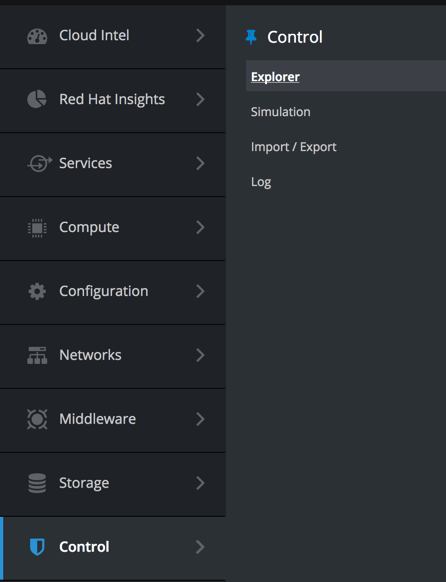 Cloud Intel
Red Hat Insights
Services
Compute
Configuration
Networks
Middleware
Storage
Control
Control
Explorer
Simulation
Import / Export
Log